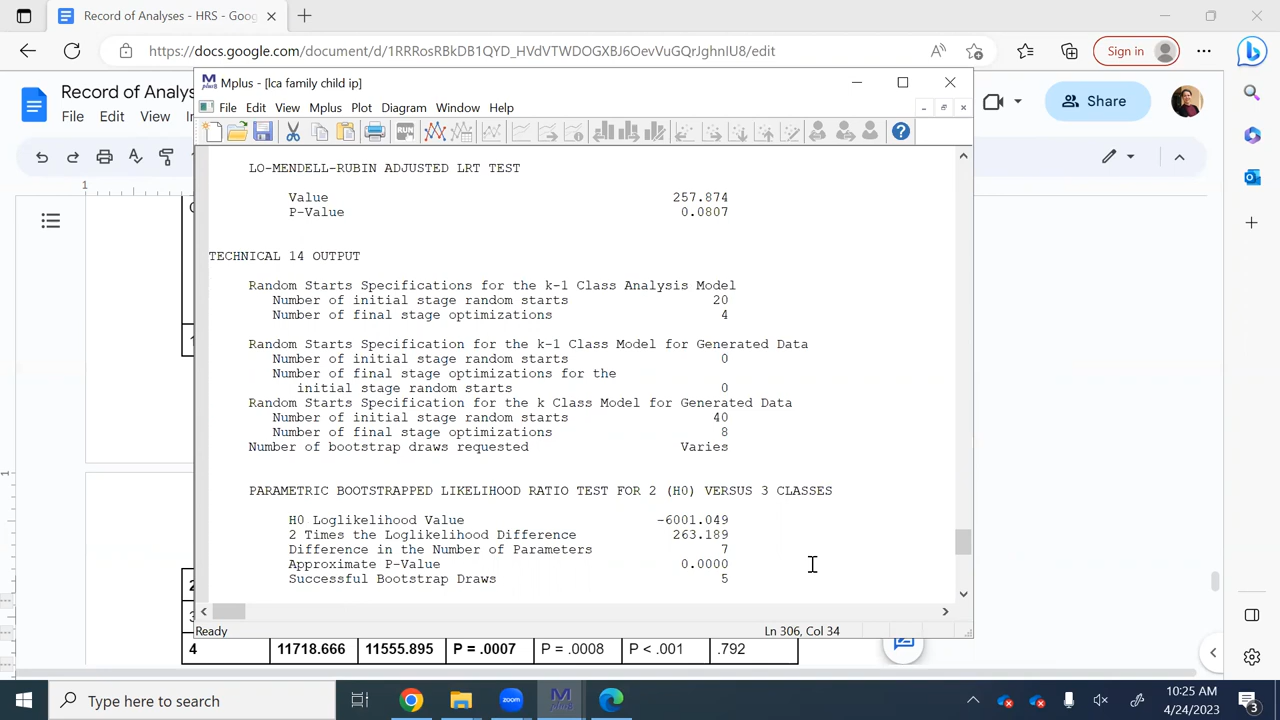 Record of Analyses - HRS - Goo
https://docs.google.com/document/d/1RRRosRBkDB1QYD_HVdVTWDOGXBJ6OevVuGQrJghnIU8/edit
Sign in
Record of Analys
File Edit View In
Share
Mplus - [lca family child ip]
File Edit View Mplus Plot Diagram Window Help
RUN
1
LO-MENDELL-RUBIN ADJUSTED LRT TEST
Value 257.874
P-Value 0.0807
TECHNICAL 14 OUTPUT
Random Starts Specifications for the k-1 Class Analysis Model
Number of initial stage random starts 20
Number of final stage optimizations 4
Random Starts Specification for the k-1 Class Model for Generated Data
Number of initial stage random starts 0
Number of final stage optimizations for the
initial stage random starts 0
Random Starts Specification for the k Class Model for Generated Data
Number of initial stage random starts 40
Number of final stage optimizations 8
Number of bootstrap draws requested Varies
PARAMETRIC BOOTSTRAPPED LIKELIHOOD RATIO TEST FOR 2 (H0) VERSUS 3 CLASSES
H0 Loglikelihood Value -6001.049
2 Times the Loglikelihood Difference 263.189
Difference in the Number of Parameters 7
Approximate P-Value 0.0000
Successful Bootstrap Draws 5
Ready Ln 306, Col 34
2
3
4 11718.666 11555.895 P = .0007 P = .0008 P < .001 .792
Type here to search
zoom
10:25 AM
4/24/2023
3